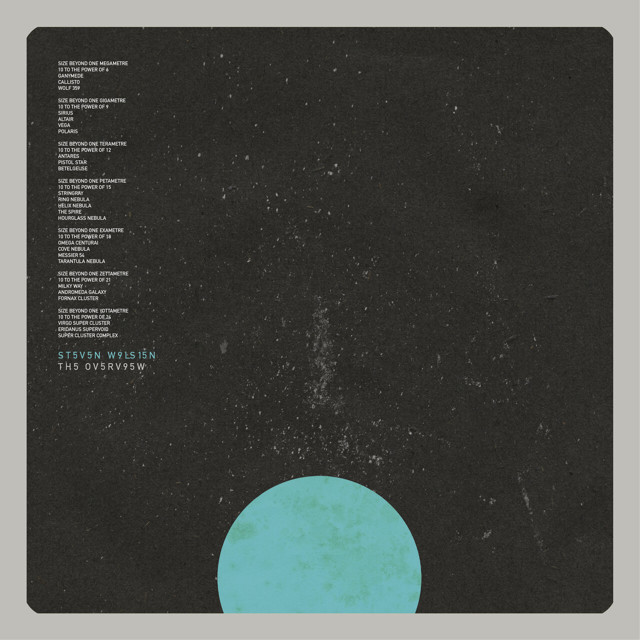 SIZE BEYOND ONE MEGAMETRE
10 TO THE POWER OF 6
GANYMEDE
CALLISTO
WOLF 359
SIZE BEYOND ONE GIGAMETRE
10 TO THE POWER OF 9
SIRIUS
ALTAIR
VEGA
POLARIS
SIZE BEYOND ONE TERAMETRE
10 TO THE POWER OF 12
ANTARES
PISTOL STAR
BETELGEUSE
SIZE BEYOND ONE PETAMETRE
10 TO THE POWER OF 15
STRINGRAY
RING NEBULA
HELIX NEBULA
THE SPIRE
HOURGLASS NEBULA
SIZE BEYOND ONE EXAMETRE
10 TO THE POWER OF 18
OMEGA CENTURAI
COVE NEBULA
MESSIER 54
TARANTULA NEBULA
SIZE BEYOND ONE ZETTAMETRE
10 TO THE POWER OF 21
MILKY WAY
ANDROMEDA GALAXY
FORNAX CLUSTER
SIZE BEYOND ONE YOTTAMETRE
10 TO THE POWER OF 24
VIRGO SUPER CLUSTER
ERIDANUS SUPERVOID
SUPER CLUSTER COMPLEX
ST5V5N W9LS15N
TH5 OV5RV95W